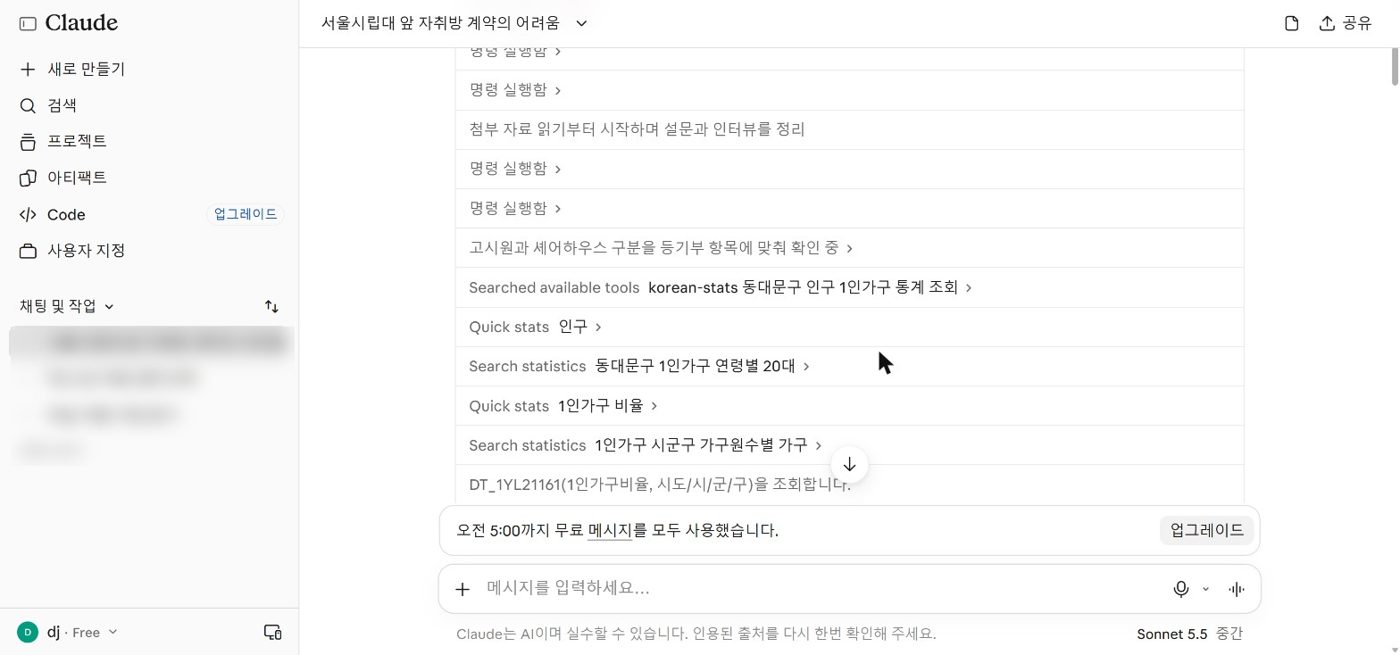 Claude
서울시립대 앞 자취방 계약의 어려움
공유
새로 만들기
검색
프로젝트
아티팩트
Code 업그레이드
사용자 지정
채팅 및 작업
dj · Free
D
명령 실행함
명령 실행함
첨부 자료 읽기부터 시작하며 설문과 인터뷰를 정리
명령 실행함
명령 실행함
고시원과 셰어하우스 구분을 등기부 항목에 맞춰 확인 중
Searched available tools korean-stats 동대문구 인구 1인가구 통계 조회
Quick stats 인구
Search statistics 동대문구 1인가구 연령별 20대
Quick stats 1인가구 비율
Search statistics 1인가구 시군구 가구원수별 가구
DT_1YL21161(1인가구비율, 시도/시/군/구)을 조회합니다.
오전 5:00까지 무료 메시지를 모두 사용했습니다. 업그레이드
메시지를 입력하세요...
Claude는 AI이며 실수할 수 있습니다. 인용된 출처를 다시 한번 확인해 주세요. Sonnet 5.5 중간